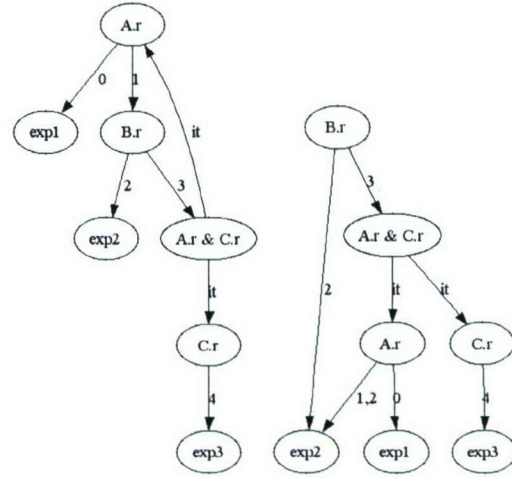 A.r
0
1
exp1
B.r
it
2
3
exp2
A.r & C.r
it
C.r
4
exp3
B.r
3
A.r & C.r
2
it
it
A.r
C.r
1,2
0
4
exp2
exp1
exp3